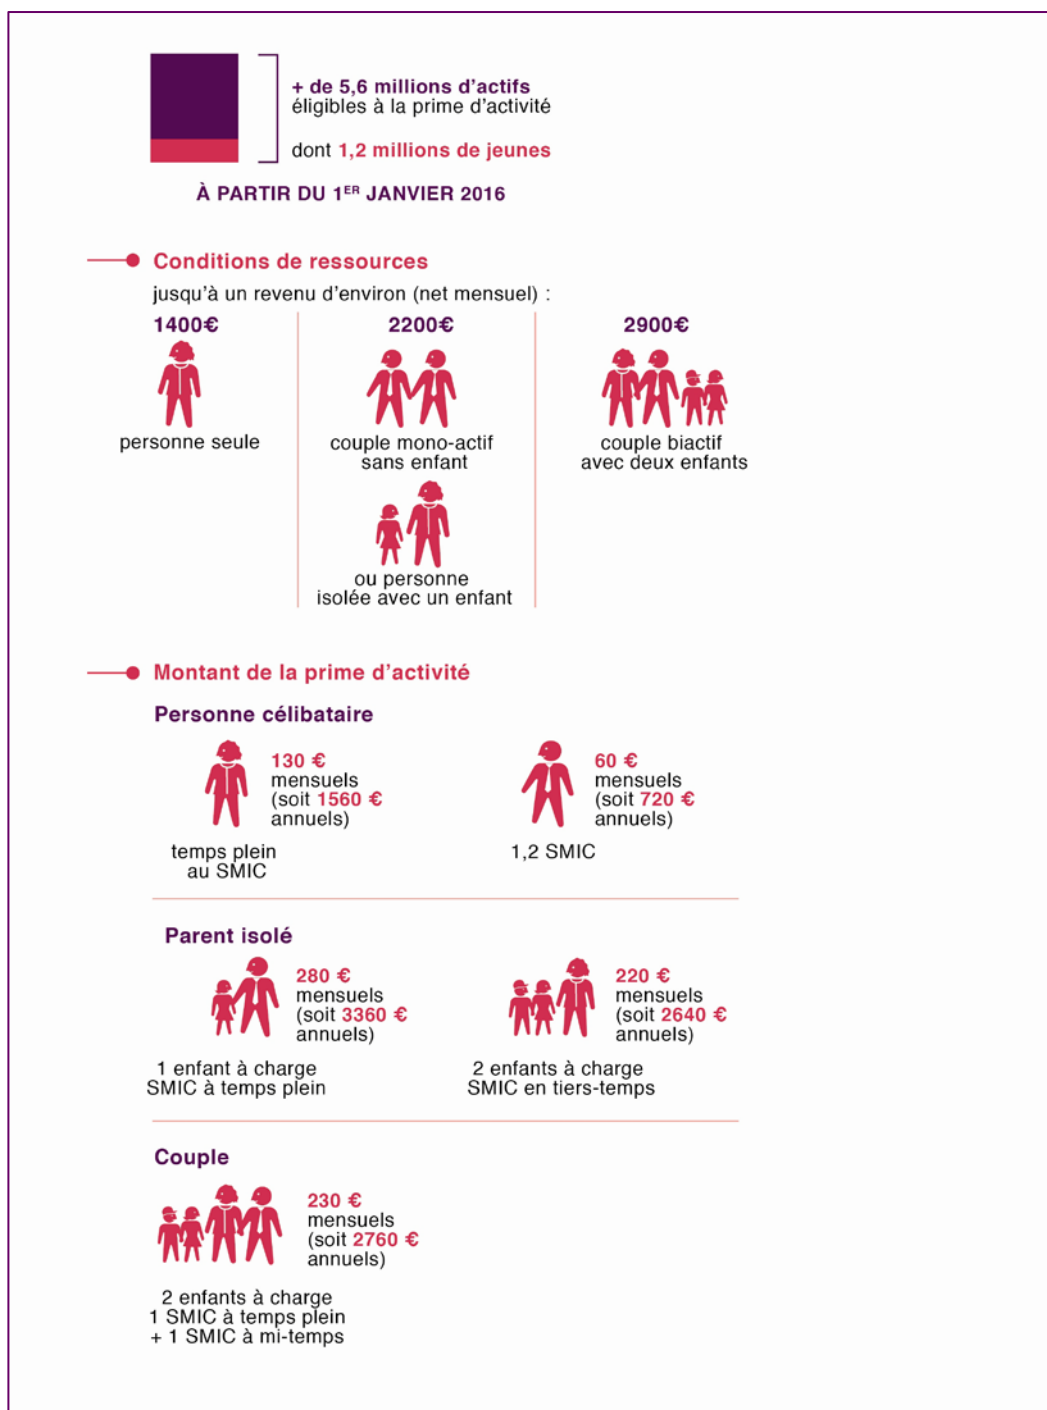 + de 5,6 millions d'actifs
éligibles à la prime d'activité
dont 1,2 millions de jeunes
À PARTIR DU 1ER JANVIER 2016
Conditions de ressources
jusqu'à un revenu d'environ (net mensuel) :
1400€
personne seule
2200€
couple mono-actif
sans enfant
ou personne
isolée avec un enfant
2900€
couple biactif
avec deux enfants
Montant de la prime d'activité
Personne célibataire
130 €
mensuels
(soit 1560 €
annuels)
temps plein
au SMIC
60 €
mensuels
(soit 720 €
annuels)
1,2 SMIC
Parent isolé
280 €
mensuels
(soit 3360 €
annuels)
1 enfant à charge
SMIC à temps plein
220 €
mensuels
(soit 2640 €
annuels)
2 enfants à charge
SMIC en tiers-temps
Couple
230 €
mensuels
(soit 2760 €
annuels)
2 enfants à charge
1 SMIC à temps plein
+ 1 SMIC à mi-temps